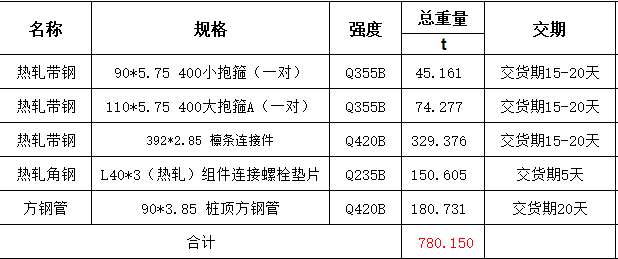 名称 规格 强度 总重量 交期
t
热轧带钢 90*5.75 400小抱箍（一对） Q355B 45.161 交货期15-20天
热轧带钢 110*5.75 400大抱箍A（一对） Q355B 74.277 交货期15-20天
热轧带钢 392*2.85 檩条连接件 Q420B 329.376 交货期15-20天
热轧角钢 L40*3（热轧）组件连接螺栓垫片 Q235B 150.605 交货期5天
方钢管 90*3.85 桩顶方钢管 Q420B 180.731 交货期20天
合计 780.150